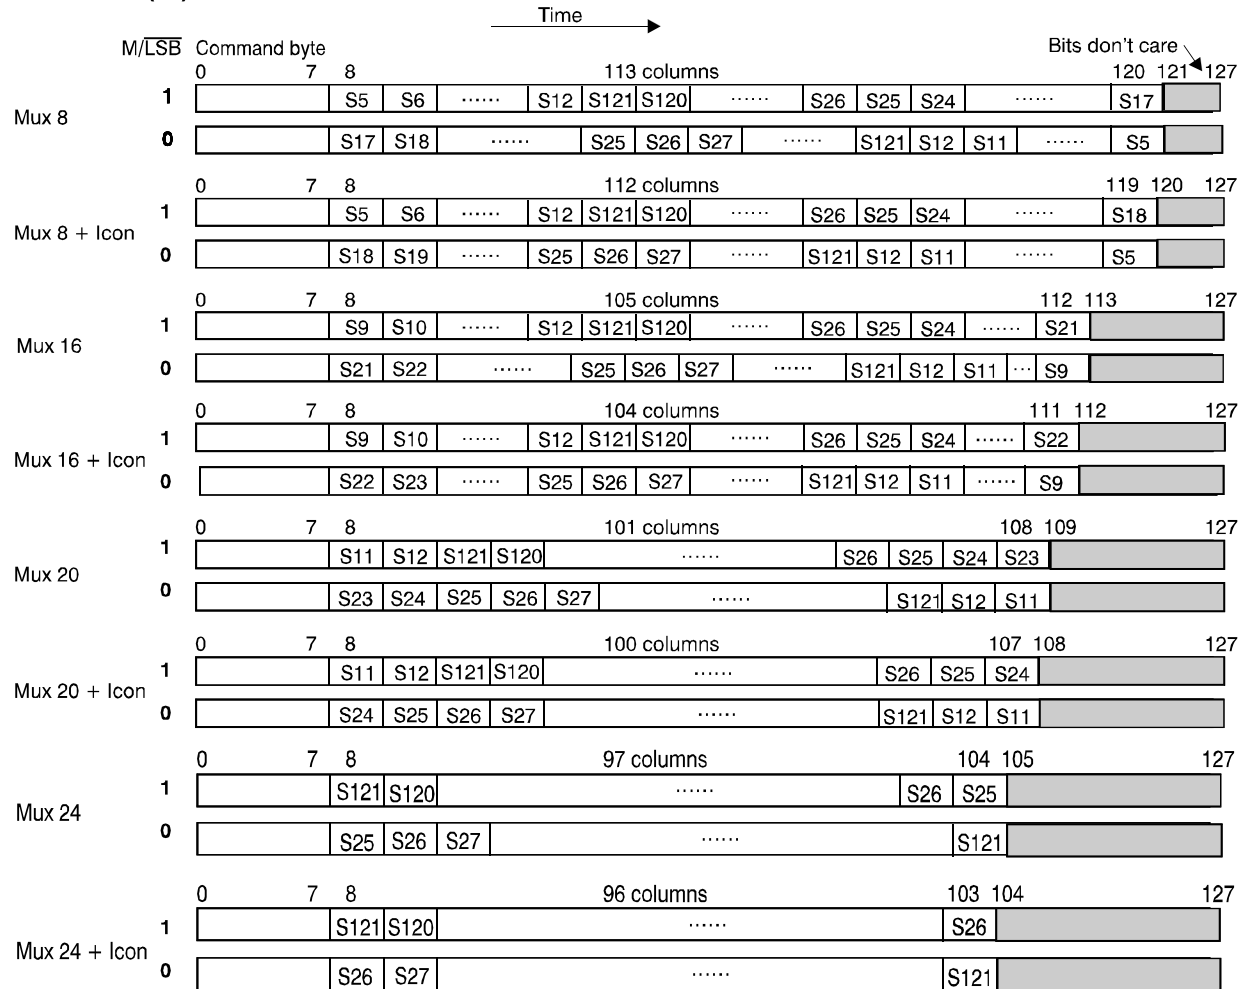 Time
M/LSB Command byte Bits don't care
0 7 8 113 columns 120 121 127
Mux 8
1 S5 S6 ...... S12 S121 S120 ...... S26 S25 S24 ...... S17
0 S17 S18 ...... S25 S26 S27 ...... S121 S12 S11 ...... S5
0 7 8 112 columns 119 120 127
Mux 8 + Icon
1 S5 S6 ...... S12 S121 S120 ...... S26 S25 S24 ...... S18
0 S18 S19 ...... S25 S26 S27 ...... S121 S12 S11 ...... S5
0 7 8 105 columns 112 113 127
Mux 16
1 S9 S10 ...... S12 S121 S120 ...... S26 S25 S24 ...... S21
0 S21 S22 ...... S25 S26 S27 ...... S121 S12 S11 ... S9
0 7 8 104 columns 111 112 127
Mux 16 + Icon
1 S9 S10 ...... S12 S121 S120 ...... S26 S25 S24 ...... S22
0 S22 S23 ...... S25 S26 S27 ...... S121 S12 S11 ...... S9
0 7 8 101 columns 108 109 127
Mux 20
1 S11 S12 S121 S120 ...... S26 S25 S24 S23
0 S23 S24 S25 S26 S27 ...... S121 S12 S11
0 7 8 100 columns 107 108 127
Mux 20 + Icon
1 S11 S12 S121 S120 ...... S26 S25 S24
0 S24 S25 S26 S27 ...... S121 S12 S11
0 7 8 97 columns 104 105 127
Mux 24
1 S121 S120 ...... S26 S25
0 S25 S26 S27 ...... S121
0 7 8 96 columns 103 104 127
Mux 24 + Icon
1 S121 S120 ...... S26
0 S26 S27 ...... S121